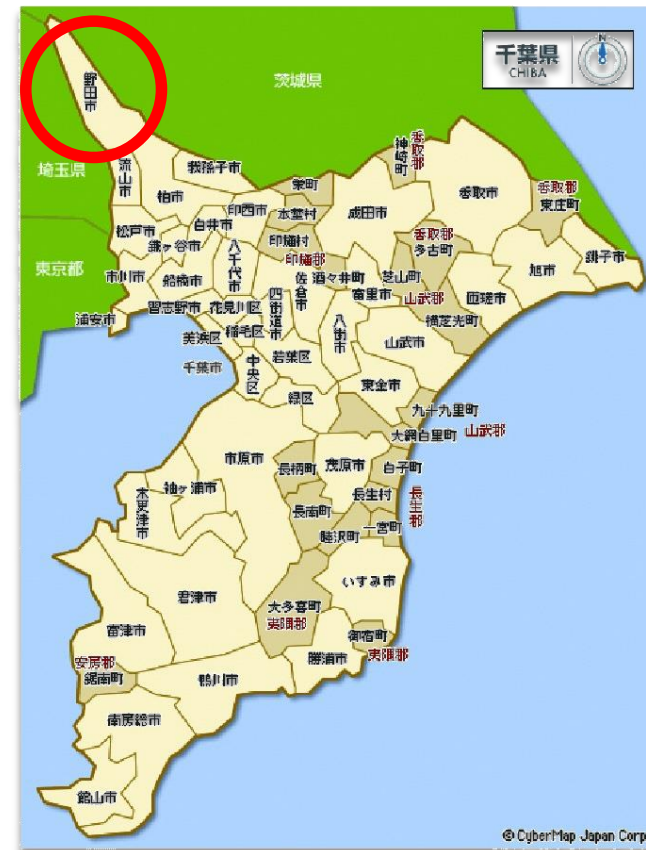 千葉県
CHIBA
N
茨城県
野田市
埼玉県
流山市
我孫子市
栄町
神崎町
香取郡
香取市
香取郡
東庄町
柏市
印西市
本埜村
成田市
松戸市
鎌ヶ谷市
白井市
八千代市
印旛村
印旛郡
香取郡
多古町
旭市
銚子市
東京都
市川市
船橋市
四街道市
佐倉市
酒々井町
富里市
芝山町
山武郡
匝瑳市
横芝光町
浦安市
習志野市
花見川区
八街市
美浜区
稲毛区
若葉区
山武市
千葉市
中央区
緑区
東金市
九十九里町
大網白里町
山武郡
市原市
長柄町
茂原市
白子町
木更津市
袖ヶ浦市
長生村
長生郡
長南町
睦沢町
一宮町
君津市
いすみ市
大多喜町
夷隅郡
富津市
御宿町
夷隅郡
勝浦市
安房郡
鋸南町
鴨川市
南房総市
館山市
© CyberMap Japan Corp